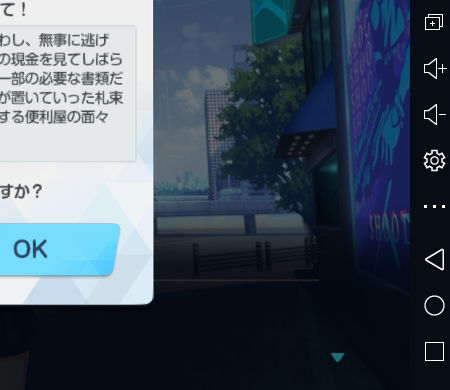 て！
わし、無事に逃げ
の現金を見てしばら
一部の必要な書類だ
が置いていった札束
する便利屋の面々
すか？
OK
SHOOT